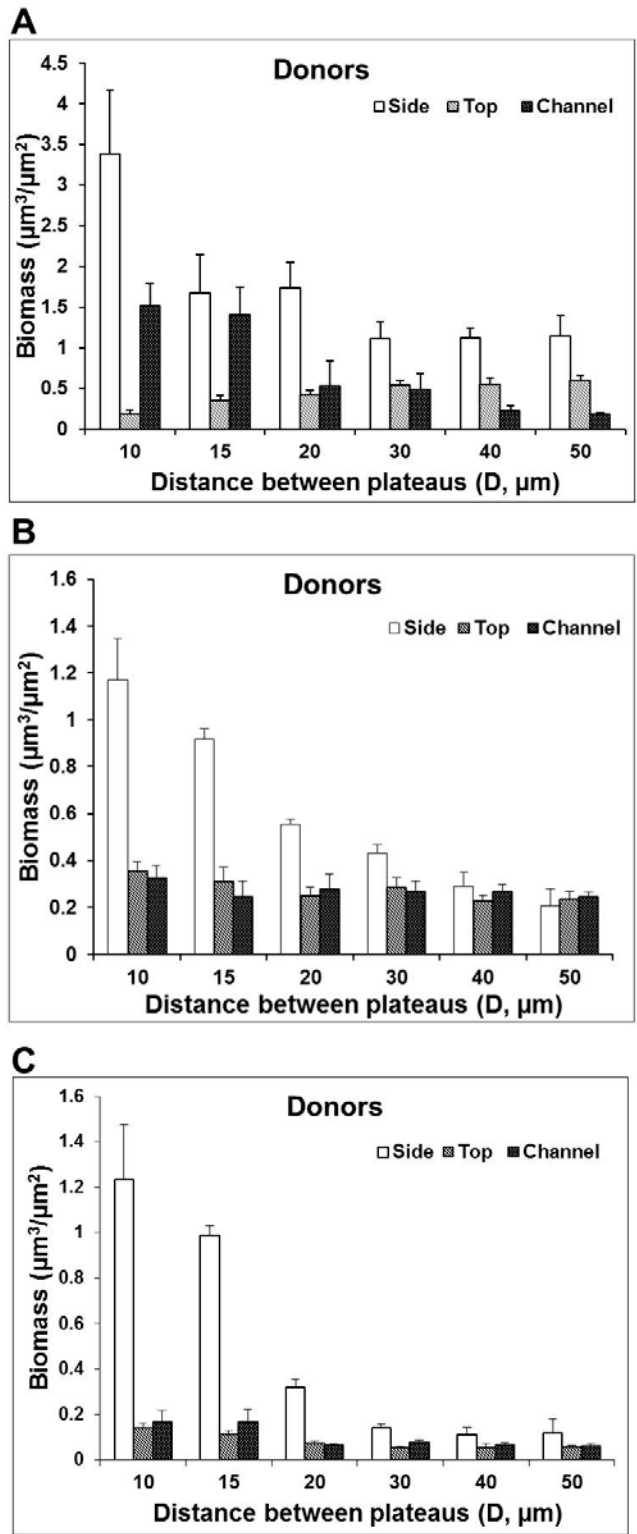 A
Donors
Side Top Channel
Biomass (µm³/µm²)
4.5
4
3.5
3
2.5
2
1.5
1
0.5
0
10 15 20 30 40 50
Distance between plateaus (D, µm)
B
Donors
Side Top Channel
Biomass (µm³/µm²)
1.6
1.4
1.2
1
0.8
0.6
0.4
0.2
0
10 15 20 30 40 50
Distance between plateaus (D, µm)
C
Donors
Side Top Channel
Biomass (µm³/µm²)
1.6
1.4
1.2
1
0.8
0.6
0.4
0.2
0
10 15 20 30 40 50
Distance between plateaus (D, µm)